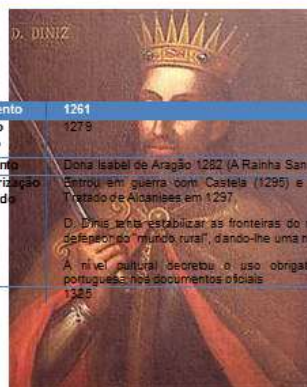 D. DINIZ
ento 1261
o 1279
nto Dona Isabel de Aragão 1282 (A Rainha San
rização Entrou em guerra com Castela (1295) e
do Tratado de Alcanises em 1297.
D. Dinis tenta estabilizar as fronteiras do
defensor do "mundo rural", dando-lhe uma
A nível cultural decretou o uso obrigat
portuguesa nos documentos oficiais
1325